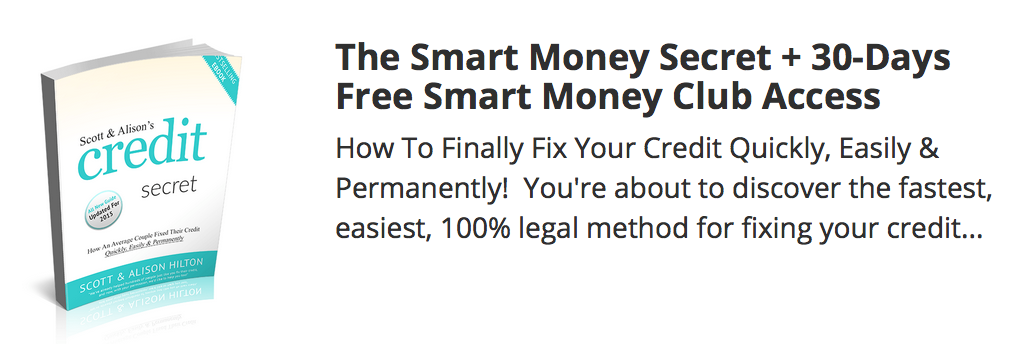 BESTSELLING
EBOOK
Scott & Alison's
credit
secret
All New Guide
Updated For
2015
How An Average Couple Fixed Their Credit
Quickly, Easily & Permanently
SCOTT & ALISON HILTON
The Smart Money Secret + 30-Days
Free Smart Money Club Access
How To Finally Fix Your Credit Quickly, Easily &
Permanently!  You're about to discover the fastest,
easiest, 100% legal method for fixing your credit...